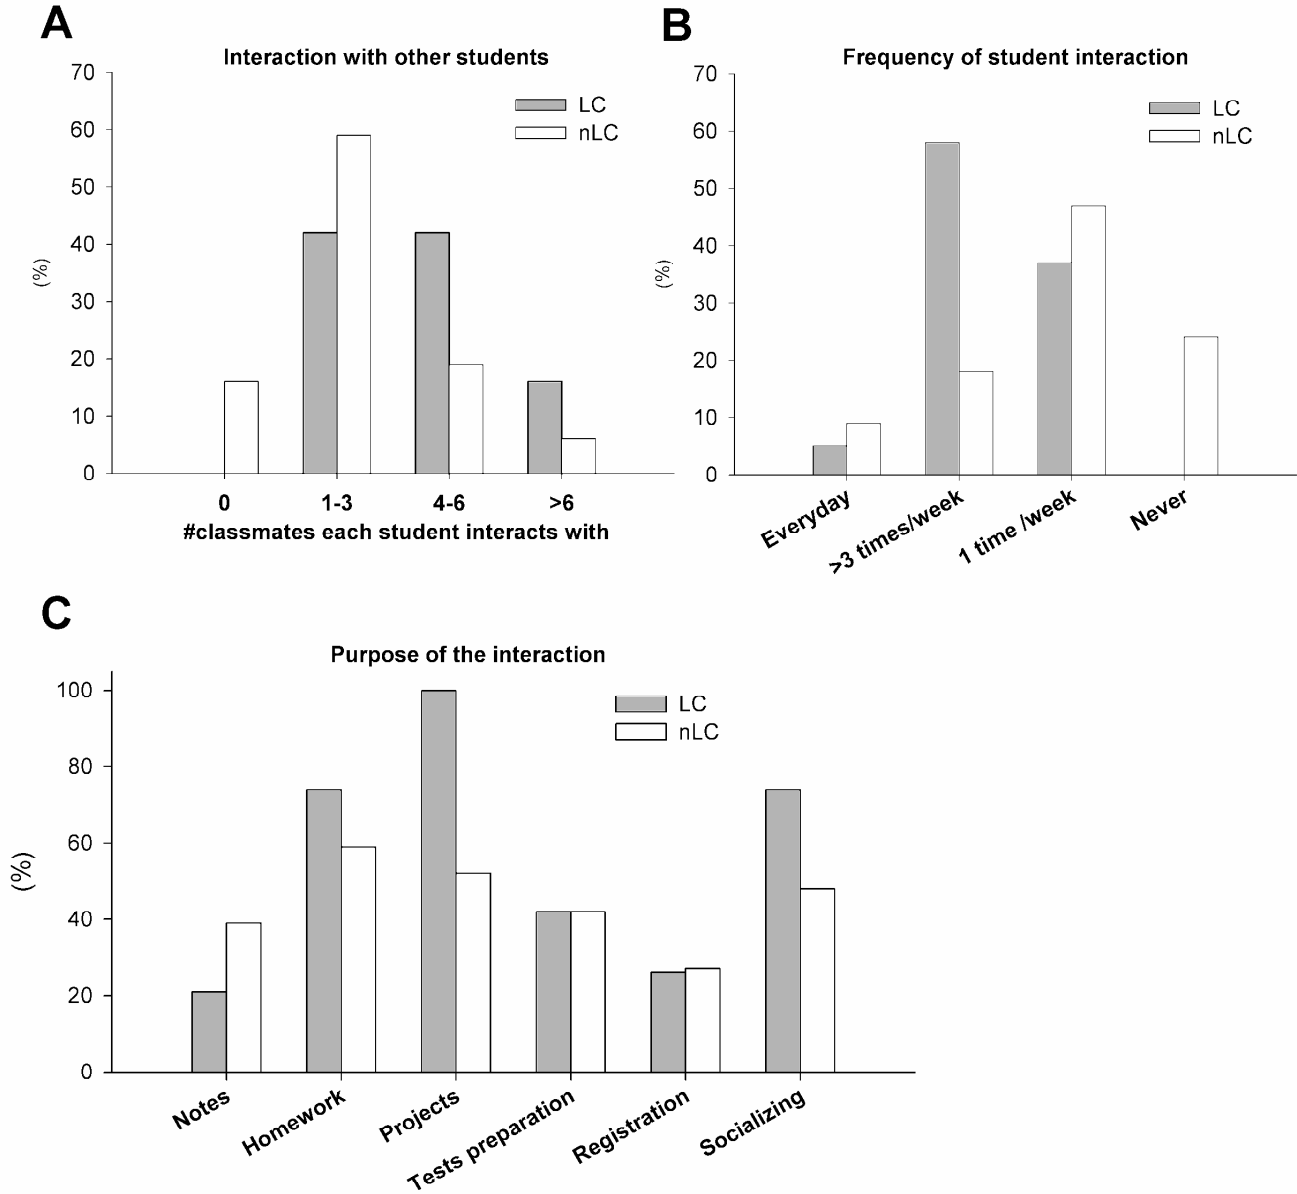 A
Interaction with other students
70
60
50
40
30
20
10
0
(%)
LC
nLC
0 1-3 4-6 >6
#classmates each student interacts with
B
Frequency of student interaction
70
60
50
40
30
20
10
0
(%)
LC
nLC
Everyday
>3 times/week
1 time /week
Never
C
Purpose of the interaction
100
80
60
40
20
0
(%)
LC
nLC
Notes
Homework
Projects
Tests preparation
Registration
Socializing